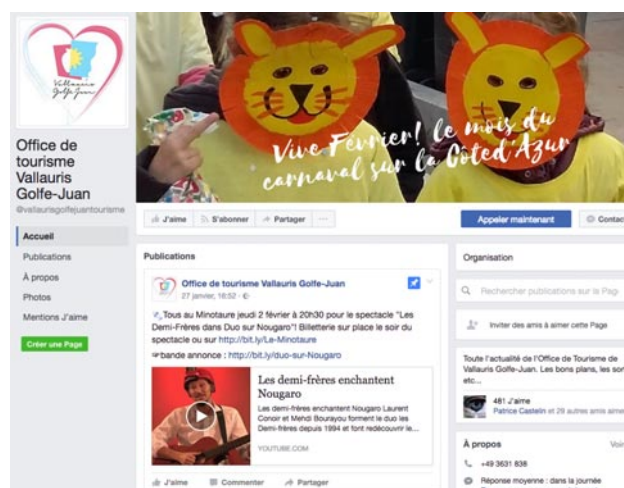 Vallauris
Golfe Juan
Vive Février! le mois du
carnaval sur la Côted'Azur
Office de
tourisme
Vallauris
Golfe-Juan
@vallaurisgolfejuantourisme
J'aime
S'abonner
Partager
Appeler maintenant
Contac
Accueil
Publications
À propos
Photos
Mentions J'aime
Créer une Page
Publications
Office de tourisme Vallauris Golfe-Juan
27 janvier, 16:52 ·
Tous au Minotaure jeudi 2 février à 20h30 pour le spectacle "Les
Demi-Frères dans Duo sur Nougaro"! Billetterie sur place le soir du
spectacle ou sur http://bit.ly/Le-Minotaure
bande annonce : http://bit.ly/duo-sur-Nougaro
Les demi-frères enchantent
Nougaro
Les demi-frères enchantent Nougaro Laurent
Conoir et Mehdi Bourayou forment le duo les
Demi-frères depuis 1994 et font redécouvrir le...
YOUTUBE.COM
J'aime
Commenter
Partager
Organisation
Rechercher publications sur la Page
Inviter des amis à aimer cette Page
Toute l'actualité de l'Office de Tourisme de
Vallauris Golfe-Juan. Les bons plans, les sor
etc...
481 J'aime
Patrice Castelin et 29 autres amis aime
À propos
Voir
+49 3631 838
Réponse moyenne : dans la journée